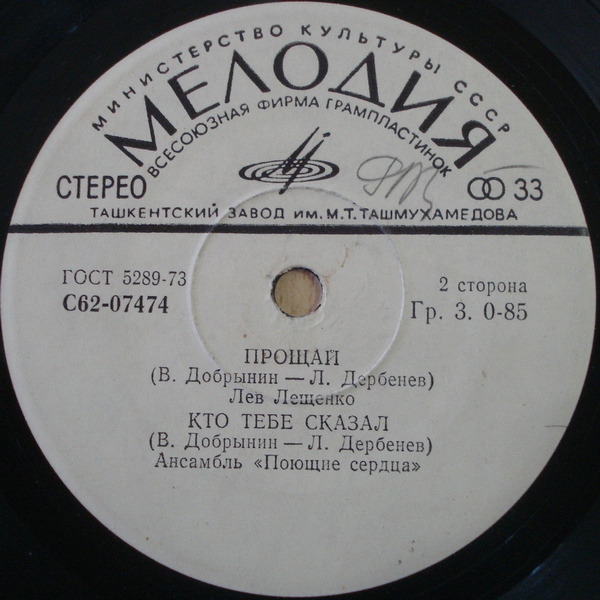 МИНИСТЕРСТВО КУЛЬТУРЫ СССР
МЕЛОДИЯ
ВСЕСОЮЗНАЯ ФИРМА ГРАМПЛАСТИНОК
СТЕРЕО
33
ТАШКЕНТСКИЙ ЗАВОД ИМ. М.Т. ТАШМУХАМЕДОВА
ГОСТ 5289-73
С62-07474
2 сторона
Гр. 3. 0-85
ПРОЩАЙ
(В. Добрынин — Л. Дербенев)
Лев Лещенко
КТО ТЕБЕ СКАЗАЛ
(В. Добрынин — Л. Дербенев)
Ансамбль «Поющие сердца»